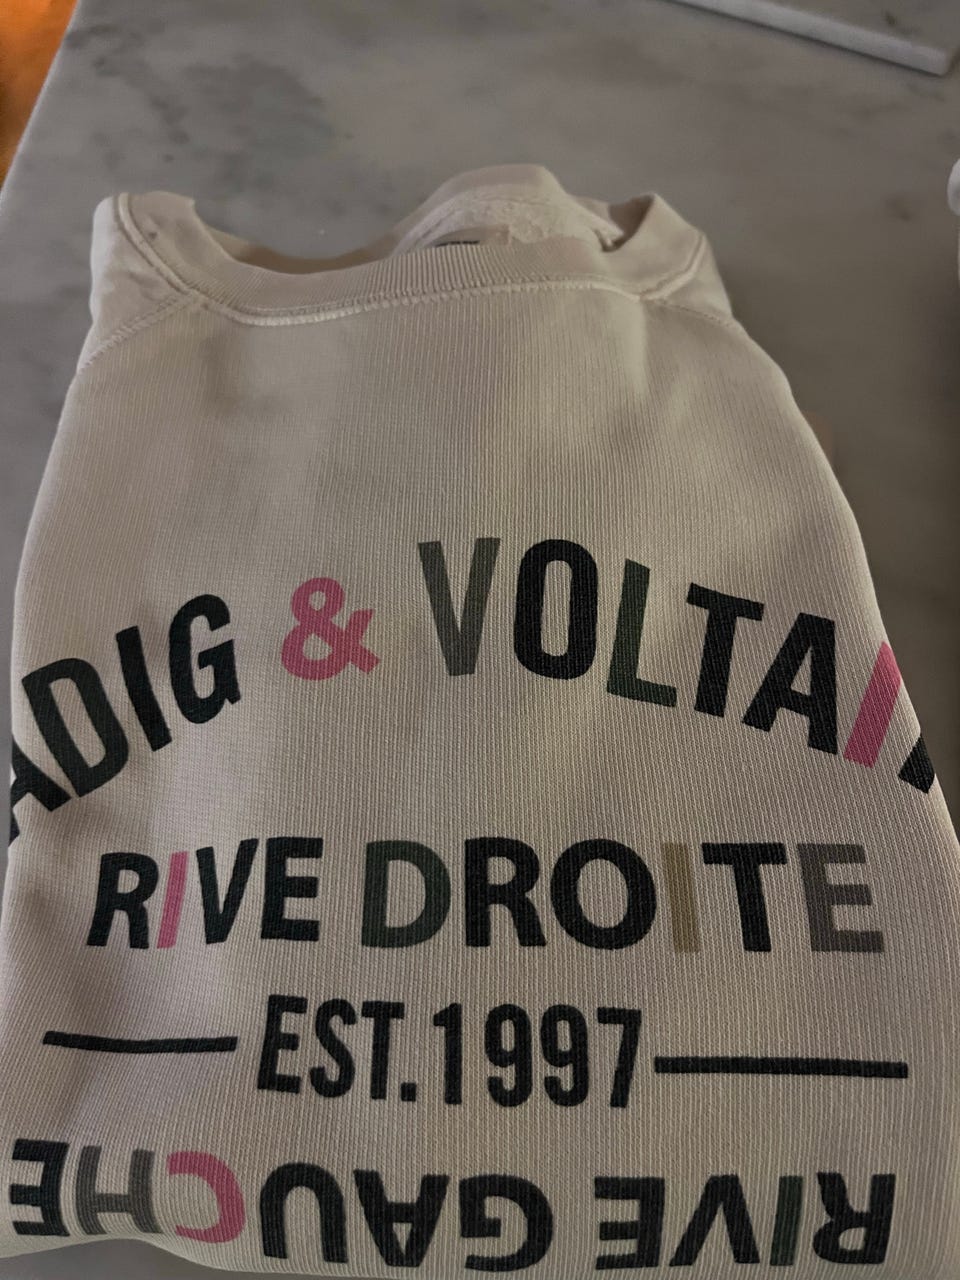 ADIG & VOLTAI
RIVE DROITE
EST.1997
RIVE GAUCHE